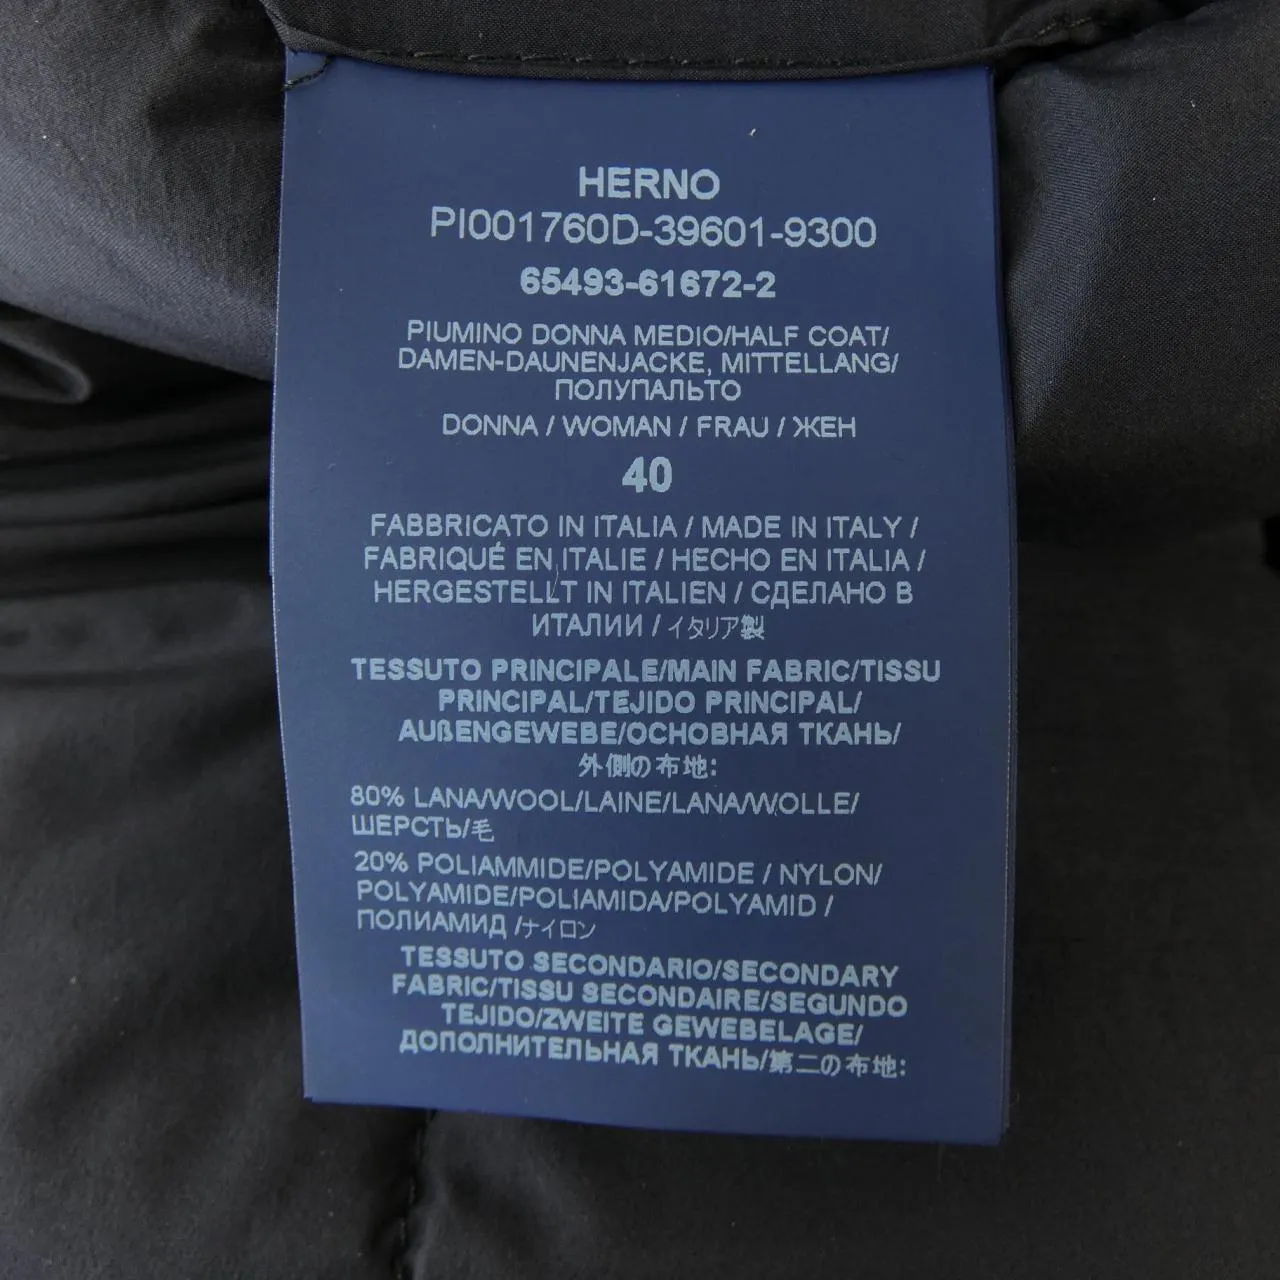 HERNO
PI001760D-39601-9300
65493-61672-2
PIUMINO DONNA MEDIO/HALF COAT/
DAMEN-DAUNENJACKE, MITTELLANG/
ПОЛУПАЛЬТО
DONNA / WOMAN / FRAU / ЖЕН
40
FABBRICATO IN ITALIA / MADE IN ITALY /
FABRIQUÉ EN ITALIE / HECHO EN ITALIA /
HERGESTELLT IN ITALIEN / СДЕЛАНО В
ИТАЛИИ / イタリア製
TESSUTO PRINCIPALE/MAIN FABRIC/TISSU
PRINCIPAL/TEJIDO PRINCIPAL/
AUßENGEWEBE/ОСНОВНАЯ ТКАНЬ/
外側の布地:
80% LANA/WOOL/LAINE/LANA/WOLLE/
ШЕРСТЬ/毛
20% POLIAMMIDE/POLYAMIDE / NYLON/
POLYAMIDE/POLIAMIDA/POLYAMID /
ПОЛИАМИД /ナイロン
TESSUTO SECONDARIO/SECONDARY
FABRIC/TISSU SECONDAIRE/SEGUNDO
TEJIDO/ZWEITE GEWEBELAGE/
ДОПОЛНИТЕЛЬНАЯ ТКАНЬ/第二の布地: